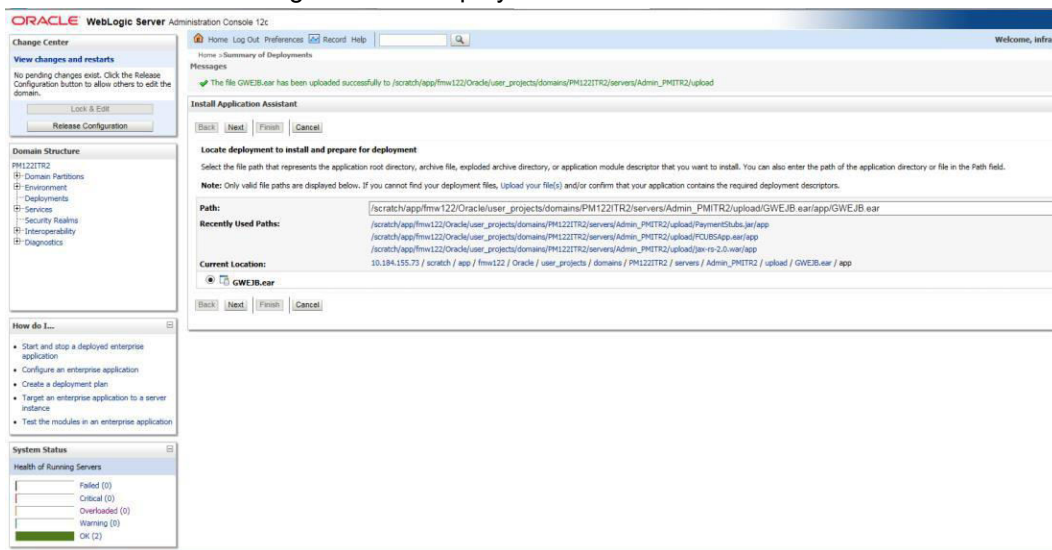 ORACLE WebLogic Server Administration Console 12c
Change Center
View changes and restarts
No pending changes exist. Click the Release
Configuration button to allow others to edit the
domain.
Lock & Edit
Release Configuration
Domain Structure
PM122ITR2
Domain Partitions
Environment
Deployments
Services
Security Realms
Interoperability
Diagnostics
How do I...
Start and stop a deployed enterprise
application
Configure an enterprise application
Create a deployment plan
Target an enterprise application to a server
instance
Test the modules in an enterprise application
System Status
Health of Running Servers
Failed (0)
Critical (0)
Overloaded (0)
Warning (0)
OK (2)
Home Log Out Preferences Record Help
Welcome, infra
Home >Summary of Deployments
Messages
The file GWEJB.ear has been uploaded successfully to /scratch/app/fmw122/Oracle/user_projects/domains/PM122ITR2/servers/Admin_PMITR2/upload
Install Application Assistant
Back Next Finish Cancel
Locate deployment to install and prepare for deployment
Select the file path that represents the application root directory, archive file, exploded archive directory, or application module descriptor that you want to install. You can also enter the path of the application directory or file in the Path field.
Note: Only valid file paths are displayed below. If you cannot find your deployment files, Upload your file(s) and/or confirm that your application contains the required deployment descriptors.
Path: /scratch/app/fmw122/Oracle/user_projects/domains/PM122ITR2/servers/Admin_PMITR2/upload/GWEJB.ear/app/GWEJB.ear
Recently Used Paths: /scratch/app/fmw122/Oracle/user_projects/domains/PM122ITR2/servers/Admin_PMITR2/upload/PaymentStubs.jar/app
/scratch/app/fmw122/Oracle/user_projects/domains/PM122ITR2/servers/Admin_PMITR2/upload/FCUBSApp.ear/app
/scratch/app/fmw122/Oracle/user_projects/domains/PM122ITR2/servers/Admin_PMITR2/upload/jax-rs-2.0.war/app
Current Location: 10.184.155.73 / scratch / app / fmw122 / Oracle / user_projects / domains / PM122ITR2 / servers / Admin_PMITR2 / upload / GWEJB.ear / app
GWEJB.ear
Back Next Finish Cancel